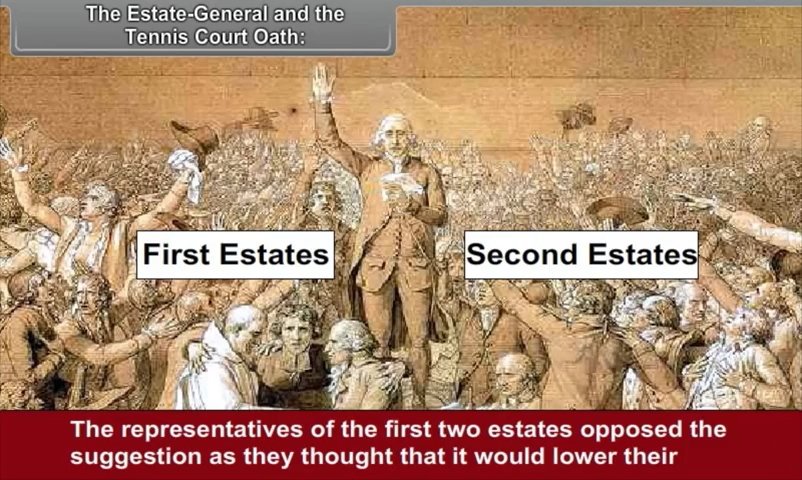 The Estate-General and the
Tennis Court Oath:
First Estates
Second Estates
The representatives of the first two estates opposed the
suggestion as they thought that it would lower their